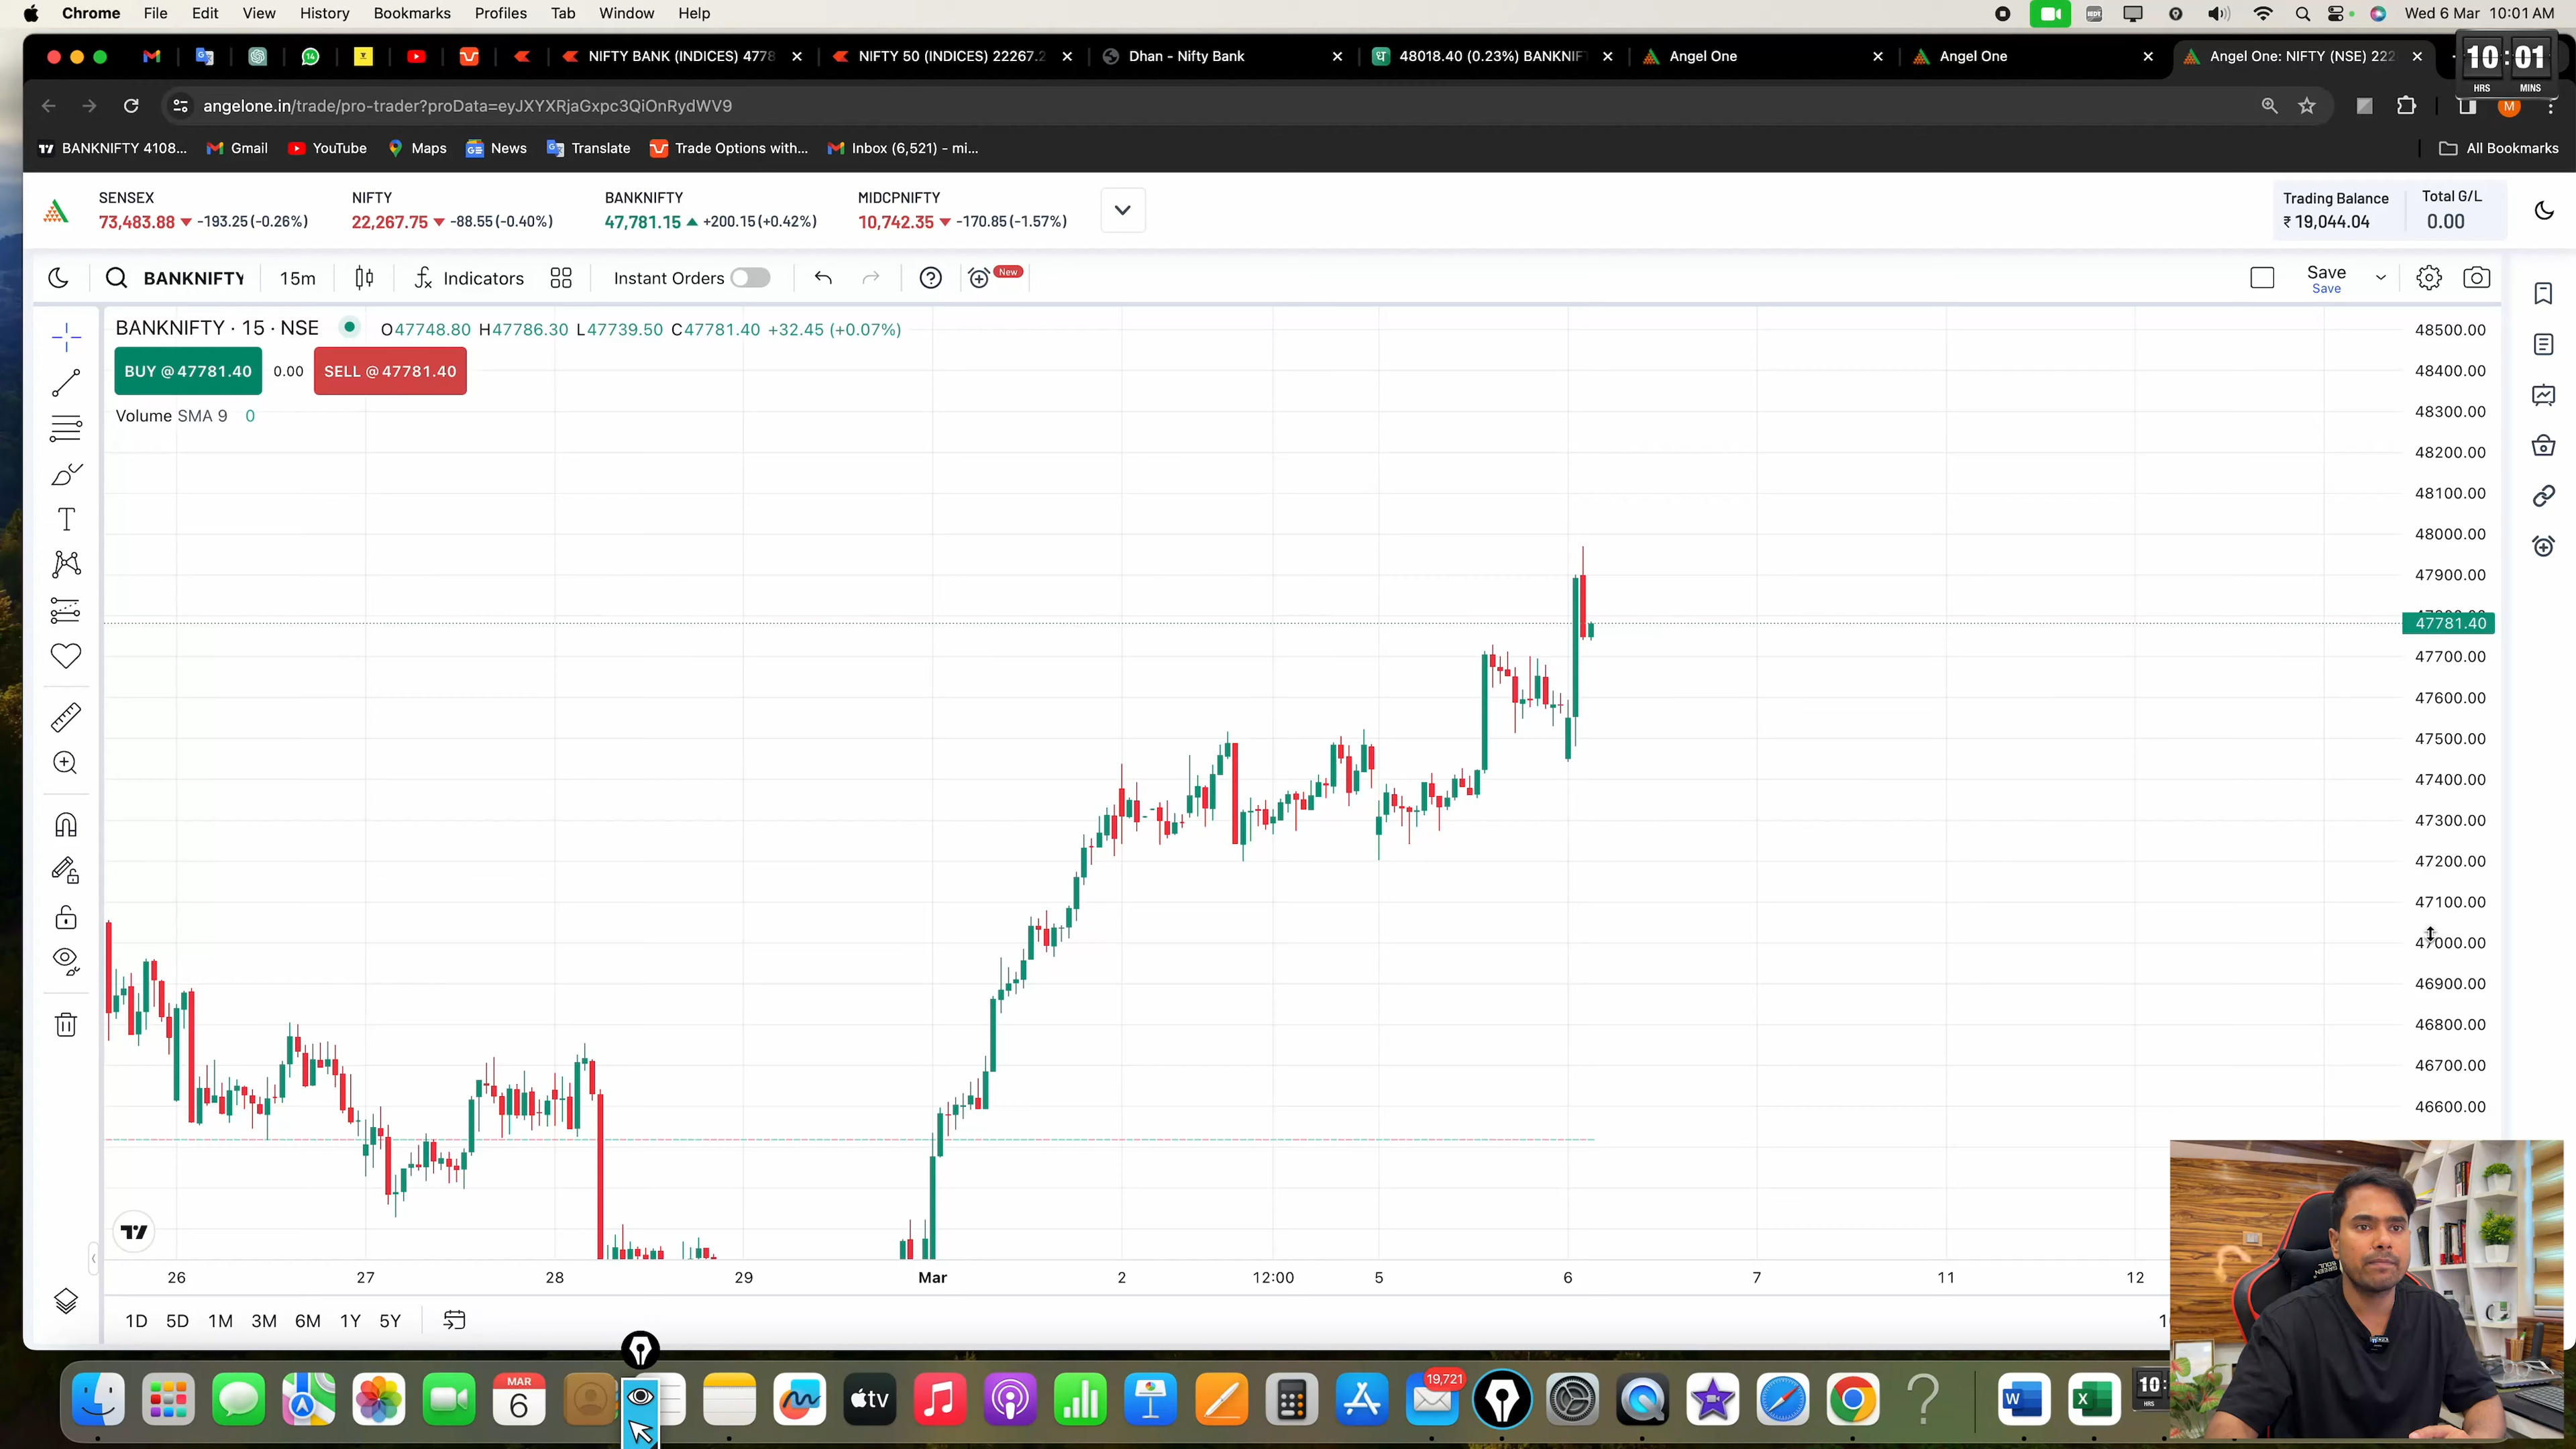 Chrome File Edit View History Bookmarks Profiles Tab Window Help Wed 6 Mar 10:01 AM
NIFTY BANK (INDICES) 4778 NIFTY 50 (INDICES) 22267.2 Dhan - Nifty Bank 48018.40 (0.23%) BANKNIF Angel One Angel One Angel One: NIFTY (NSE) 222
10:01
HRS MINS
angelone.in/trade/pro-trader?proData=eyJXYXRjaGxpc3QiOnRydWV9 M
BANKNIFTY 4108... Gmail YouTube Maps News Translate Trade Options with... Inbox (6,521) - mi... All Bookmarks
SENSEX NIFTY BANKNIFTY MIDCPNIFTY Trading Balance Total G/L
73,483.88 -193.25 (-0.26%) 22,267.75 -88.55 (-0.40%) 47,781.15 +200.15 (+0.42%) 10,742.35 -170.85 (-1.57%) ₹ 19,044.04 0.00
BANKNIFTY 15m Indicators Instant Orders New Save
Save
BANKNIFTY · 15 · NSE O47748.80 H47786.30 L47739.50 C47781.40 +32.45 (+0.07%)
BUY @ 47781.40 0.00 SELL @ 47781.40
Volume SMA 9 0
48500.00
48400.00
48300.00
48200.00
48100.00
48000.00
47900.00
47781.40
47700.00
47600.00
47500.00
47400.00
47300.00
47200.00
47100.00
47000.00
46900.00
46800.00
46700.00
46600.00
26 27 28 29 Mar 2 12:00 5 6 7 11 12
1D 5D 1M 3M 6M 1Y 5Y
MAR
6
tv
19,721
10:
HRS